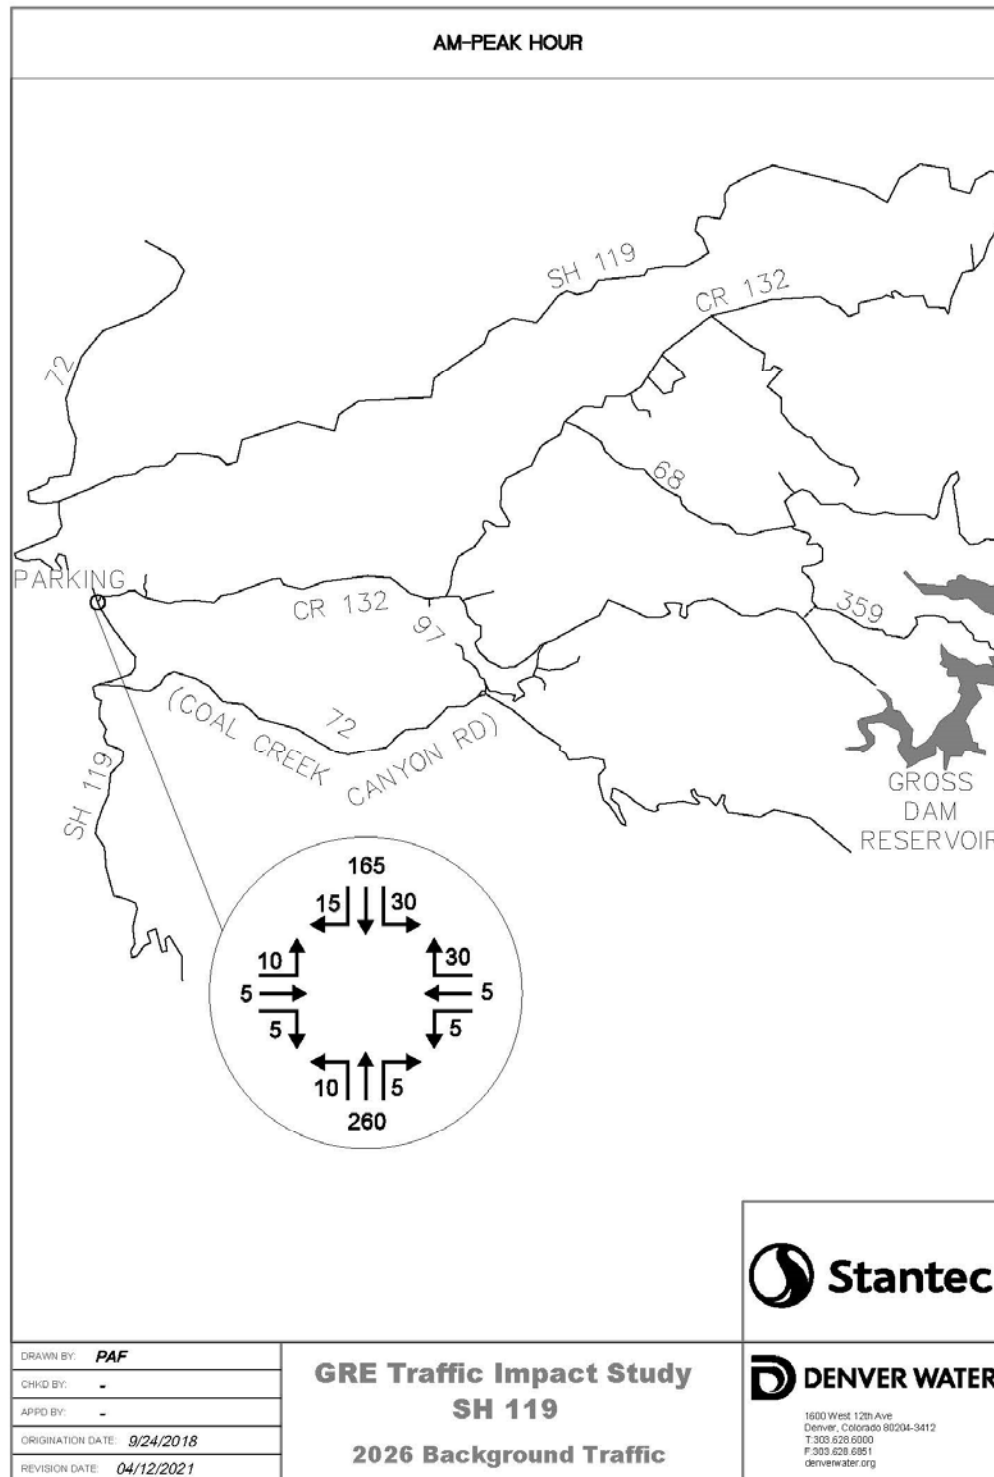 AM-PEAK HOUR
SH 119
CR 132
72
68
PARKING
CR 132
97
359
(COAL CREEK
72
CANYON RD)
SH 119
GROSS
DAM
RESERVOIR
165
15
30
10
30
5
5
5
5
10
5
260
Stantec
DRAWN BY: PAF
CHKD BY: -
APPD BY: -
ORIGINATION DATE: 9/24/2018
REVISION DATE: 04/12/2021
GRE Traffic Impact Study
SH 119
2026 Background Traffic
DENVER WATER
1600 West 12th Ave
Denver, Colorado 80204-3412
T:303.628.6000
F:303.628.6851
denverwater.org